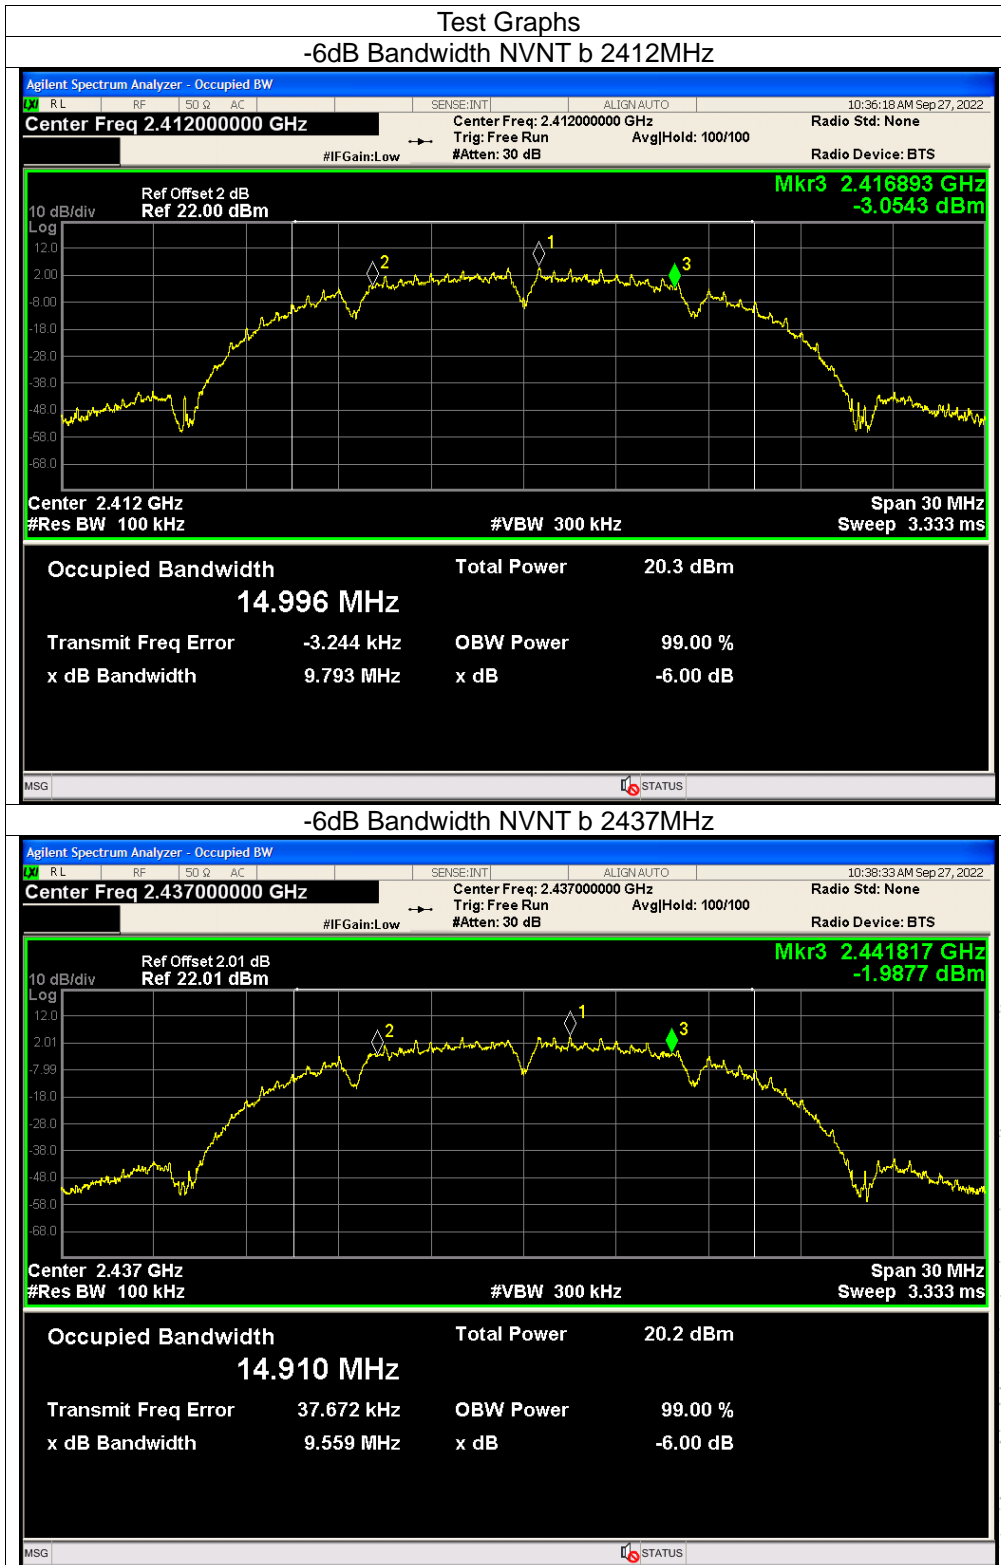 Test Graphs
-6dB Bandwidth NVNT b 2412MHz
Agilent Spectrum Analyzer - Occupied BW
LXI RL RF 50 Ω AC SENSE:INT ALIGN AUTO 10:36:18 AM Sep 27, 2022
Center Freq 2.412000000 GHz Center Freq: 2.412000000 GHz Radio Std: None
Trig: Free Run Avg|Hold: 100/100
#IFGain:Low #Atten: 30 dB Radio Device: BTS
Mkr3 2.416893 GHz
-3.0543 dBm
Ref Offset 2 dB
10 dB/div Ref 22.00 dBm
Log
12.0
2.00
-8.00
-18.0
-28.0
-38.0
-48.0
-58.0
-68.0
1
2
3
Center 2.412 GHz Span 30 MHz
#Res BW 100 kHz #VBW 300 kHz Sweep 3.333 ms
Occupied Bandwidth Total Power 20.3 dBm
14.996 MHz
Transmit Freq Error -3.244 kHz OBW Power 99.00 %
x dB Bandwidth 9.793 MHz x dB -6.00 dB
MSG STATUS
-6dB Bandwidth NVNT b 2437MHz
Agilent Spectrum Analyzer - Occupied BW
LXI RL RF 50 Ω AC SENSE:INT ALIGN AUTO 10:38:33 AM Sep 27, 2022
Center Freq 2.437000000 GHz Center Freq: 2.437000000 GHz Radio Std: None
Trig: Free Run Avg|Hold: 100/100
#IFGain:Low #Atten: 30 dB Radio Device: BTS
Mkr3 2.441817 GHz
-1.9877 dBm
Ref Offset 2.01 dB
10 dB/div Ref 22.01 dBm
Log
12.0
2.01
-7.99
-18.0
-28.0
-38.0
-48.0
-58.0
-68.0
1
2
3
Center 2.437 GHz Span 30 MHz
#Res BW 100 kHz #VBW 300 kHz Sweep 3.333 ms
Occupied Bandwidth Total Power 20.2 dBm
14.910 MHz
Transmit Freq Error 37.672 kHz OBW Power 99.00 %
x dB Bandwidth 9.559 MHz x dB -6.00 dB
MSG STATUS